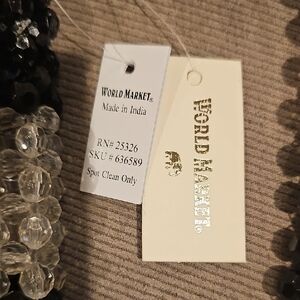 WORLD MARKET®
Made in India
RN# 25326
SKU # 636589
Spot Clean Only
WORLD MARKET®